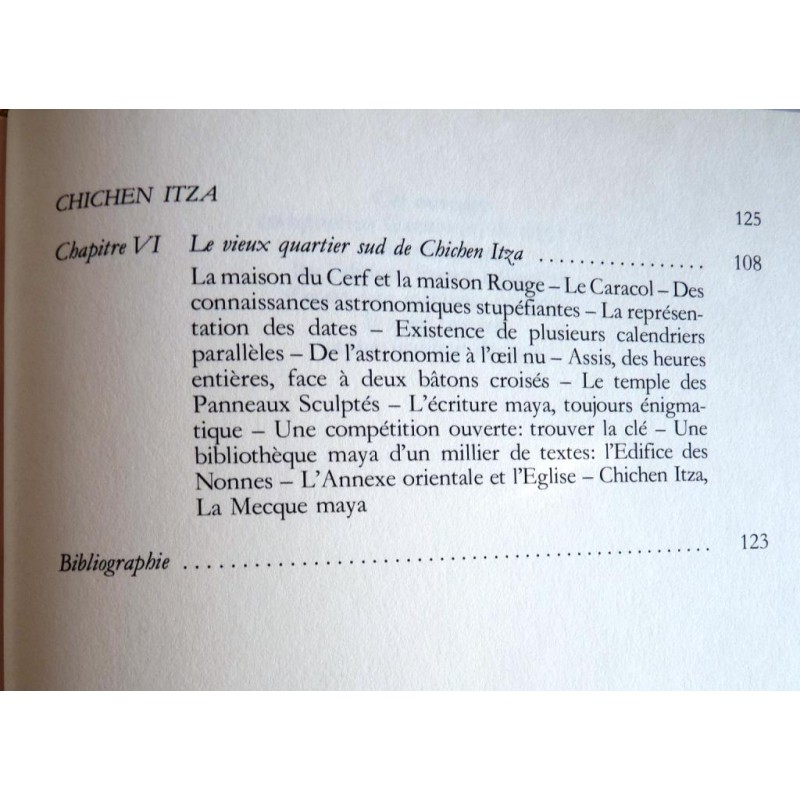 CHICHEN ITZA
125
Chapitre VI Le vieux quartier sud de Chichen Itza ................. 108
La maison du Cerf et la maison Rouge – Le Caracol – Des
connaissances astronomiques stupéfiantes – La représen-
tation des dates – Existence de plusieurs calendriers
parallèles – De l'astronomie à l'œil nu – Assis, des heures
entières, face à deux bâtons croisés – Le temple des
Panneaux Sculptés – L'écriture maya, toujours énigma-
tique – Une compétition ouverte: trouver la clé – Une
bibliothèque maya d'un millier de textes: l'Edifice des
Nonnes – L'Annexe orientale et l'Eglise – Chichen Itza,
La Mecque maya
Bibliographie ................................................ 123